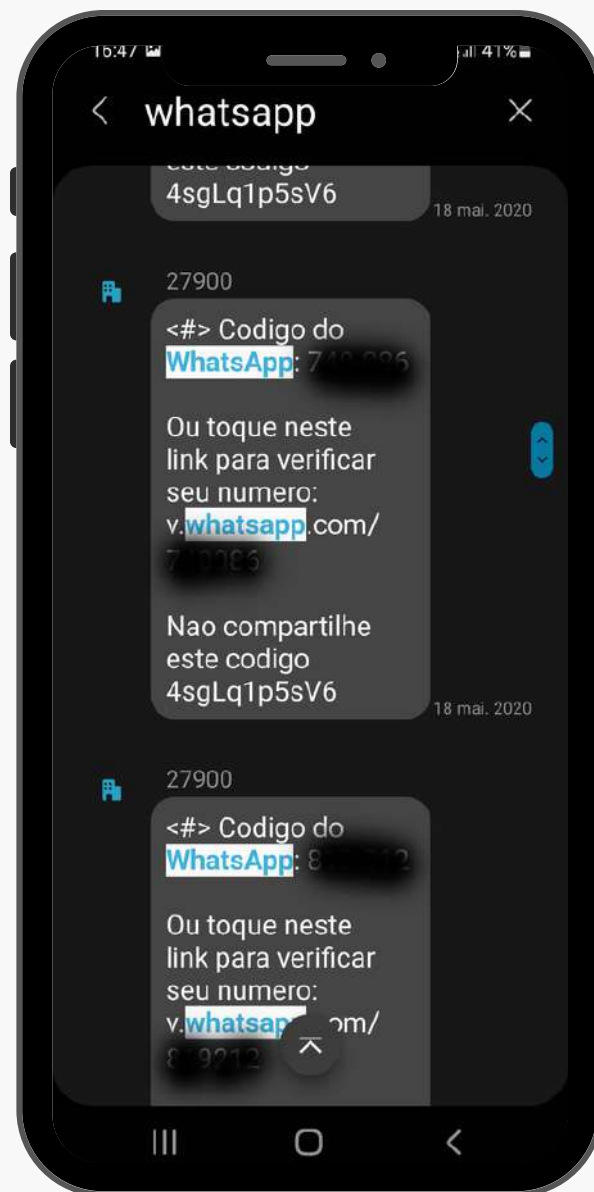 16:47 41%
whatsapp
este codigo
4sgLq1p5sV6
18 mai. 2020
27900
<#> Codigo do
WhatsApp:
Ou toque neste
link para verificar
seu numero:
v.whatsapp.com/
Nao compartilhe
este codigo
4sgLq1p5sV6
18 mai. 2020
27900
<#> Codigo do
WhatsApp:
Ou toque neste
link para verificar
seu numero: